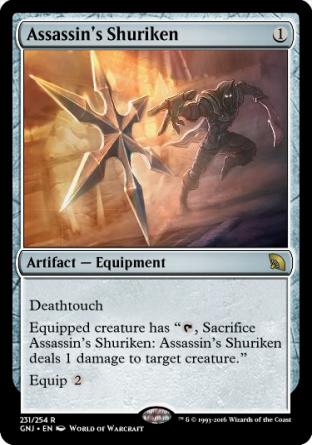 Assassin's Shuriken 1
Artifact — Equipment
Deathtouch
Equipped creature has “T, Sacrifice
Assassin's Shuriken: Assassin's Shuriken
deals 1 damage to target creature.”
Equip 2
231/254 R
GNJ • EN World of Warcraft
™ & © 1993-2016 Wizards of the Coast